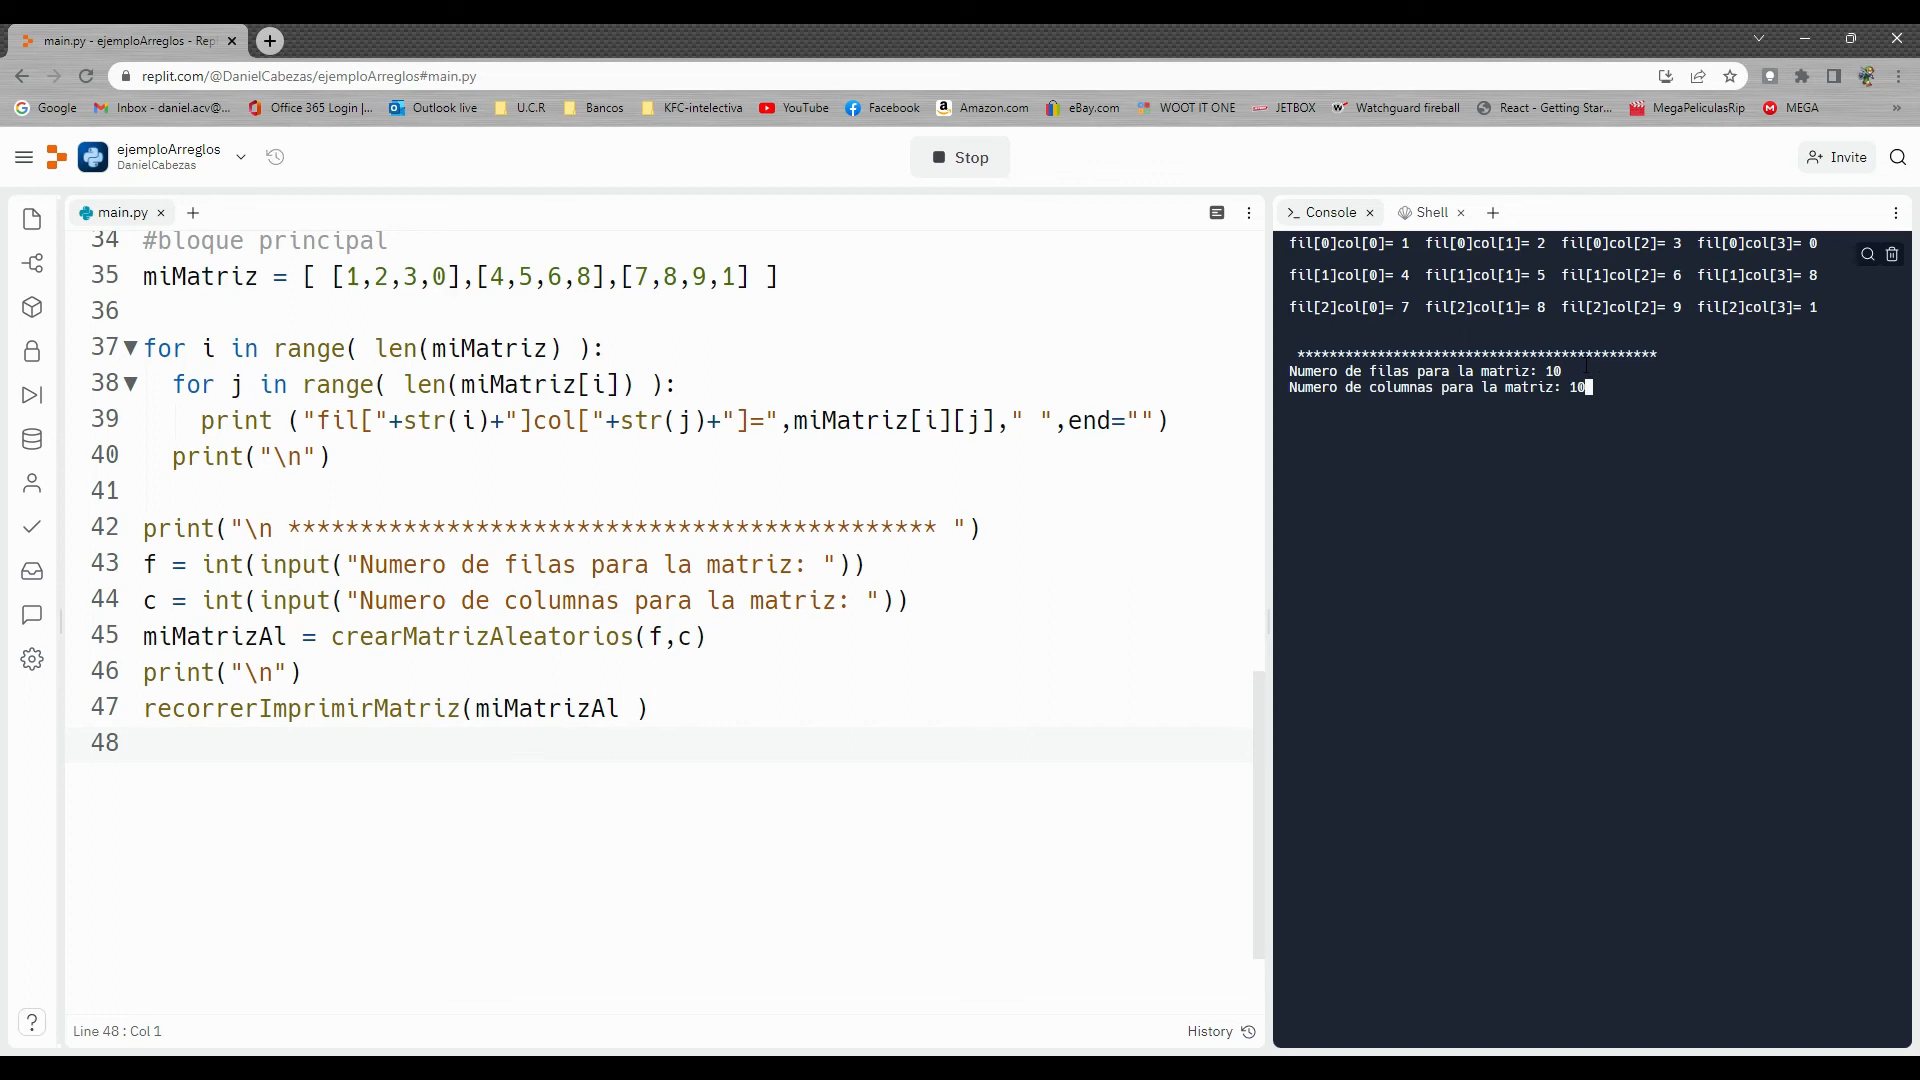 main.py - ejemploArreglos - Rep
replit.com/@DanielCabezas/ejemploArreglos#main.py
Google Inbox - daniel.acv@... Office 365 Login |... Outlook live U.C.R Bancos KFC-intelectiva YouTube Facebook Amazon.com eBay.com WOOT IT ONE JETBOX Watchguard fireball React - Getting Star... MegaPeliculasRip MEGA »
ejemploArreglos
DanielCabezas
Stop
Invite
main.py
34 #bloque principal
35 miMatriz = [ [1,2,3,0],[4,5,6,8],[7,8,9,1] ]
36
37 for i in range( len(miMatriz) ):
38 for j in range( len(miMatriz[i]) ):
39 print ("fil["+str(i)+"]col["+str(j)+"]=",miMatriz[i][j]," ",end="")
40 print("\n")
41
42 print("\n ********************************************* ")
43 f = int(input("Numero de filas para la matriz: "))
44 c = int(input("Numero de columnas para la matriz: "))
45 miMatrizAl = crearMatrizAleatorios(f,c)
46 print("\n")
47 recorrerImprimirMatriz(miMatrizAl )
48
?
Line 48 : Col 1
History
>_ Console
Shell
fil[0]col[0]= 1 fil[0]col[1]= 2 fil[0]col[2]= 3 fil[0]col[3]= 0
fil[1]col[0]= 4 fil[1]col[1]= 5 fil[1]col[2]= 6 fil[1]col[3]= 8
fil[2]col[0]= 7 fil[2]col[1]= 8 fil[2]col[2]= 9 fil[2]col[3]= 1
*********************************************
Numero de filas para la matriz: 10
Numero de columnas para la matriz: 10